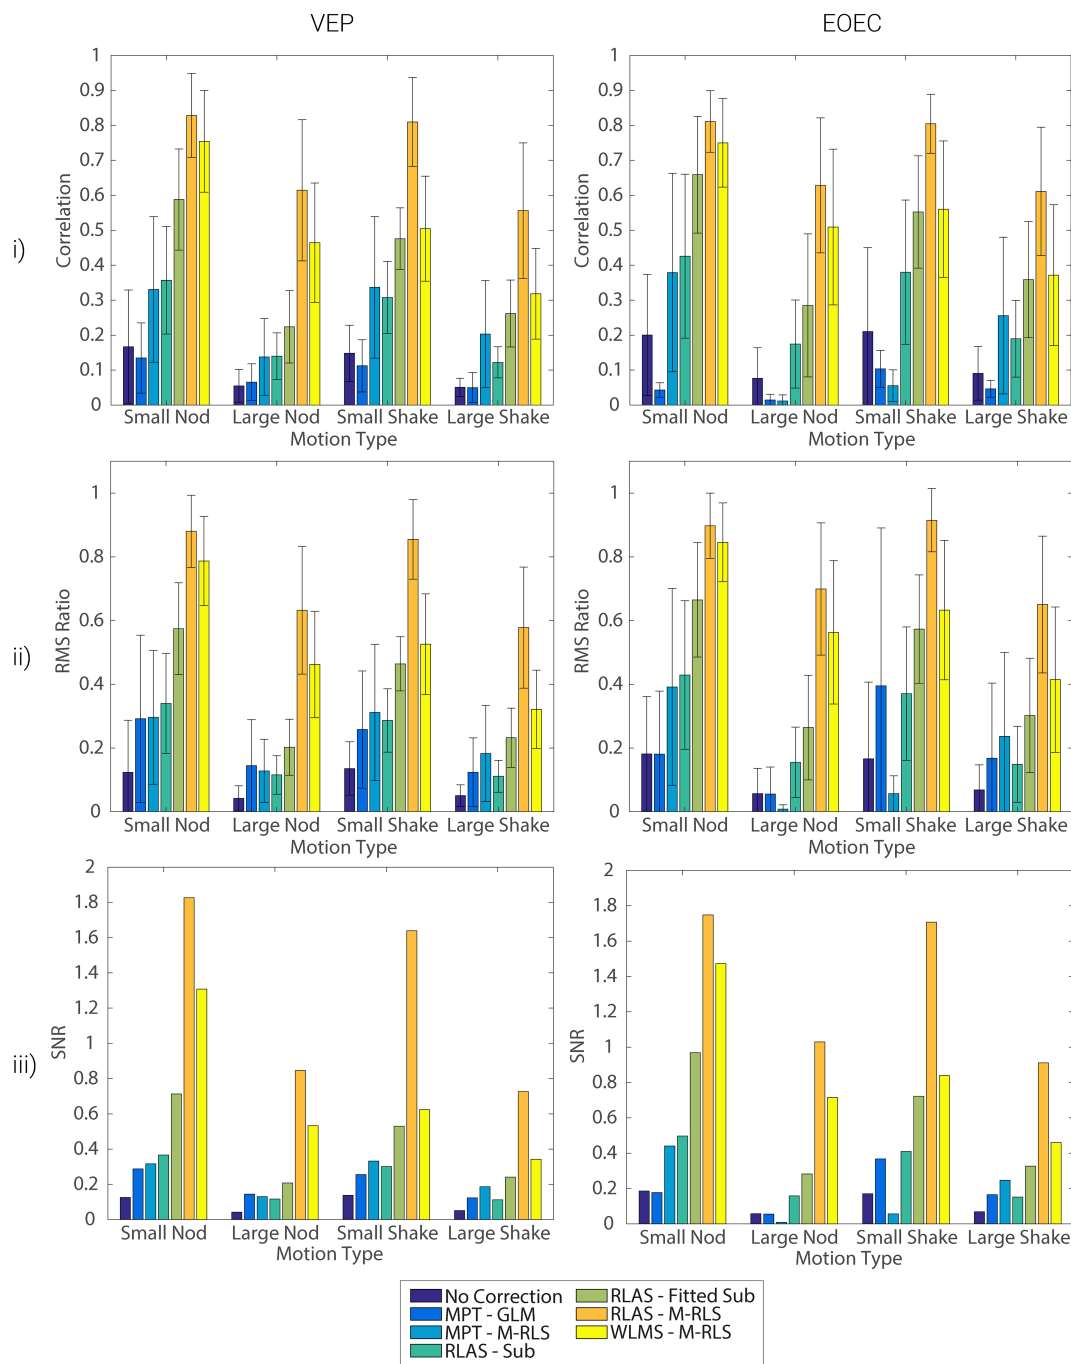 VEP
EOEC
i)
Correlation
1
0.9
0.8
0.7
0.6
0.5
0.4
0.3
0.2
0.1
0
Small Nod Large Nod Small Shake Large Shake
Motion Type
Correlation
1
0.9
0.8
0.7
0.6
0.5
0.4
0.3
0.2
0.1
0
Small Nod Large Nod Small Shake Large Shake
Motion Type
ii)
RMS Ratio
1
0.8
0.6
0.4
0.2
0
Small Nod Large Nod Small Shake Large Shake
Motion Type
RMS Ratio
1
0.8
0.6
0.4
0.2
0
Small Nod Large Nod Small Shake Large Shake
Motion Type
iii)
SNR
2
1.8
1.6
1.4
1.2
1
0.8
0.6
0.4
0.2
0
Small Nod Large Nod Small Shake Large Shake
Motion Type
SNR
2
1.8
1.6
1.4
1.2
1
0.8
0.6
0.4
0.2
0
Small Nod Large Nod Small Shake Large Shake
Motion Type
No Correction
MPT - GLM
MPT - M-RLS
RLAS - Sub
RLAS - Fitted Sub
RLAS - M-RLS
WLMS - M-RLS